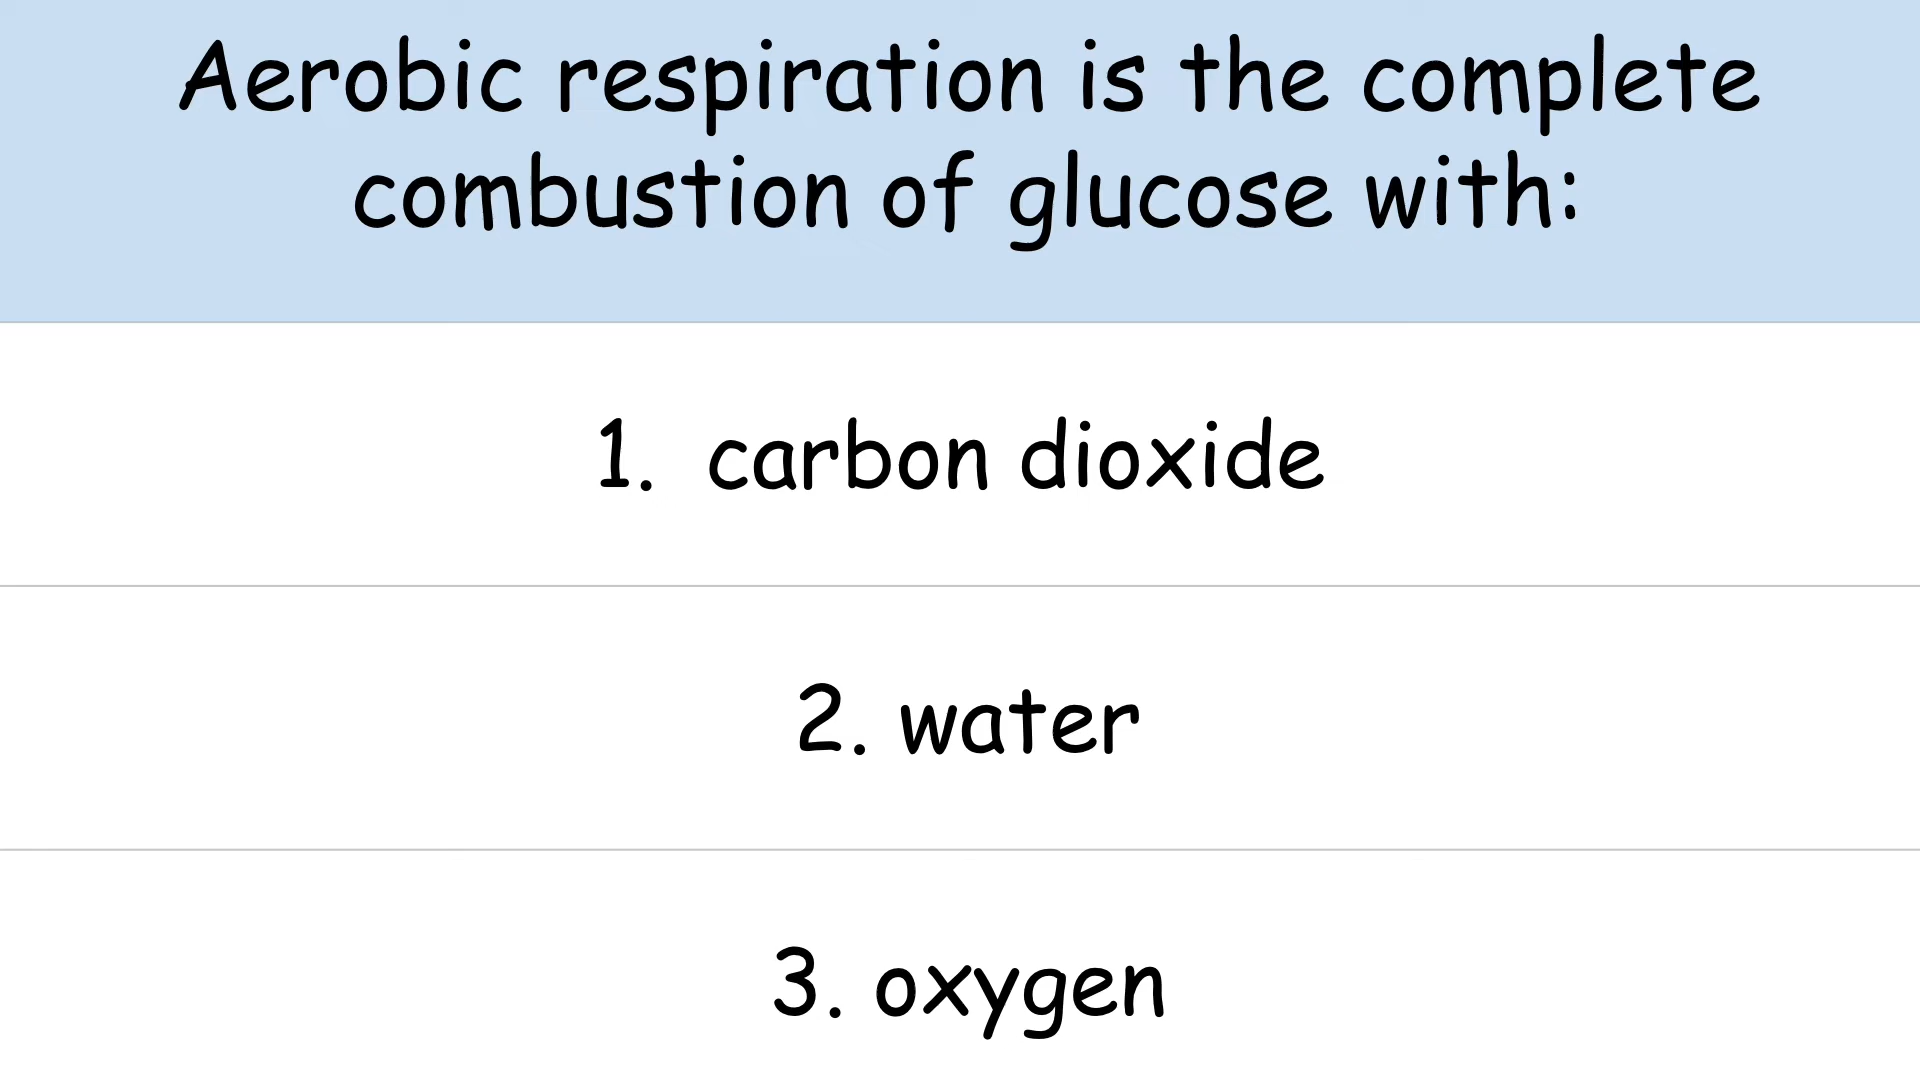 Aerobic respiration is the complete
combustion of glucose with:
1. carbon dioxide
2. water
3. oxygen